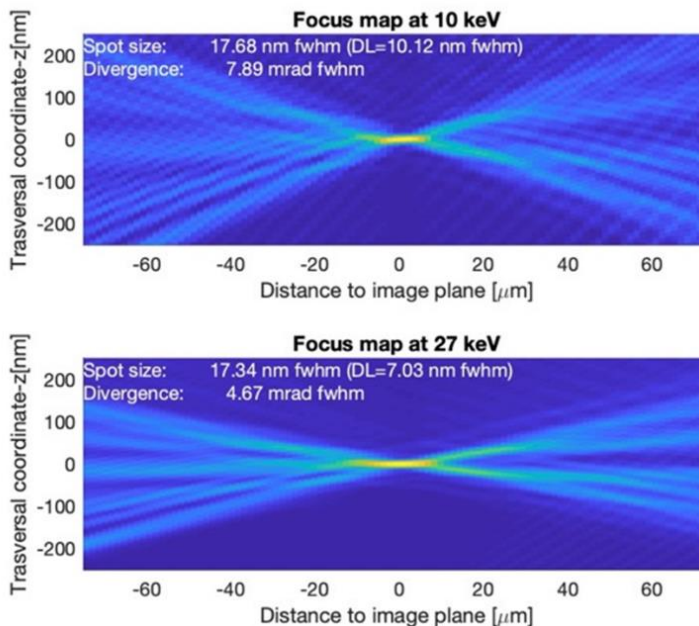 Focus map at 10 keV
Spot size: 17.68 nm fwhm (DL=10.12 nm fwhm)
Divergence: 7.89 mrad fwhm
Trasversal coordinate-z[nm]
200
100
0
-100
-200
-60 -40 -20 0 20 40 60
Distance to image plane [μm]
Focus map at 27 keV
Spot size: 17.34 nm fwhm (DL=7.03 nm fwhm)
Divergence: 4.67 mrad fwhm
Trasversal coordinate-z[nm]
200
100
0
-100
-200
-60 -40 -20 0 20 40 60
Distance to image plane [μm]